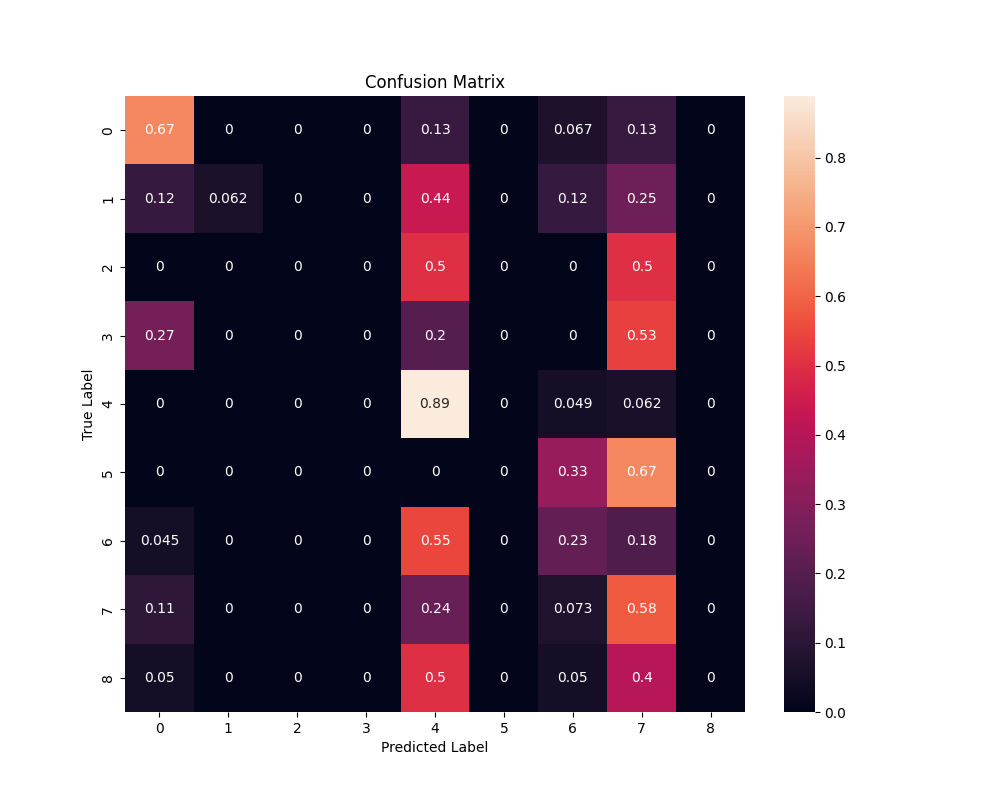 Confusion Matrix
True Label
0 0.67 0 0 0 0.13 0 0.067 0.13 0
1 0.12 0.062 0 0 0.44 0 0.12 0.25 0
2 0 0 0 0 0.5 0 0 0.5 0
3 0.27 0 0 0 0.2 0 0 0.53 0
4 0 0 0 0 0.89 0 0.049 0.062 0
5 0 0 0 0 0 0 0.33 0.67 0
6 0.045 0 0 0 0.55 0 0.23 0.18 0
7 0.11 0 0 0 0.24 0 0.073 0.58 0
8 0.05 0 0 0 0.5 0 0.05 0.4 0
0 1 2 3 4 5 6 7 8
Predicted Label
0.8
0.7
0.6
0.5
0.4
0.3
0.2
0.1
0.0